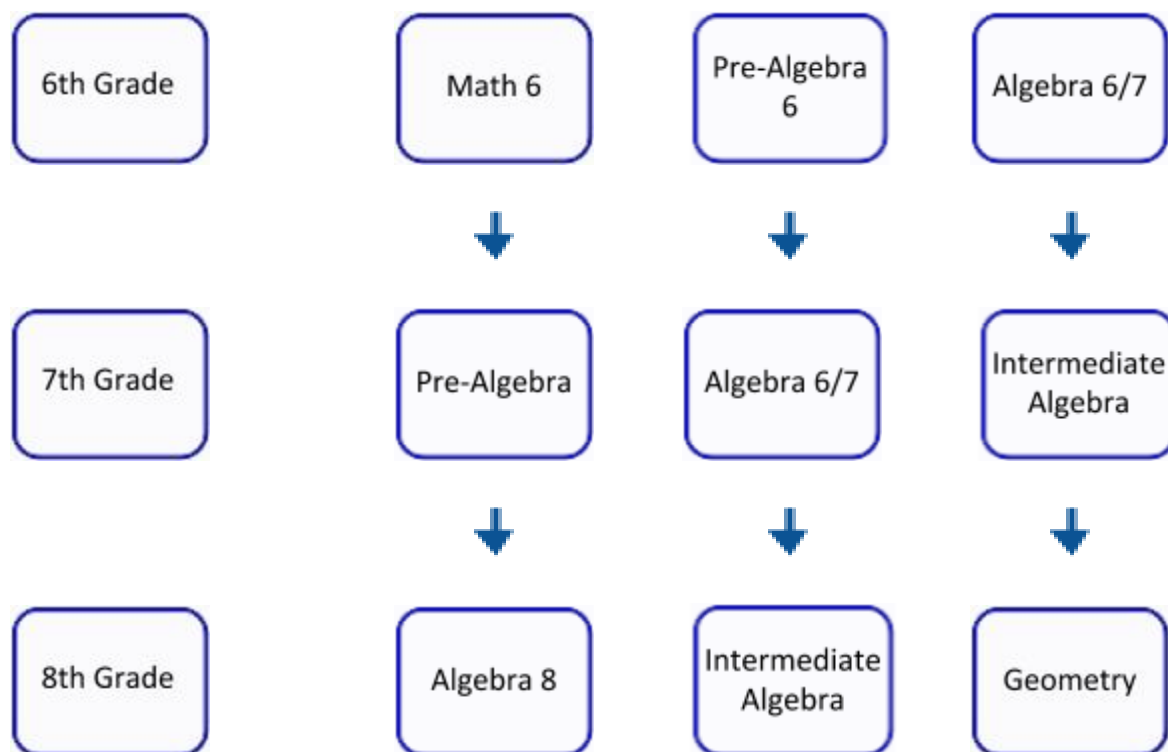 6th Grade
Math 6
Pre-Algebra
6
Algebra 6/7
7th Grade
Pre-Algebra
Algebra 6/7
Intermediate
Algebra
8th Grade
Algebra 8
Intermediate
Algebra
Geometry